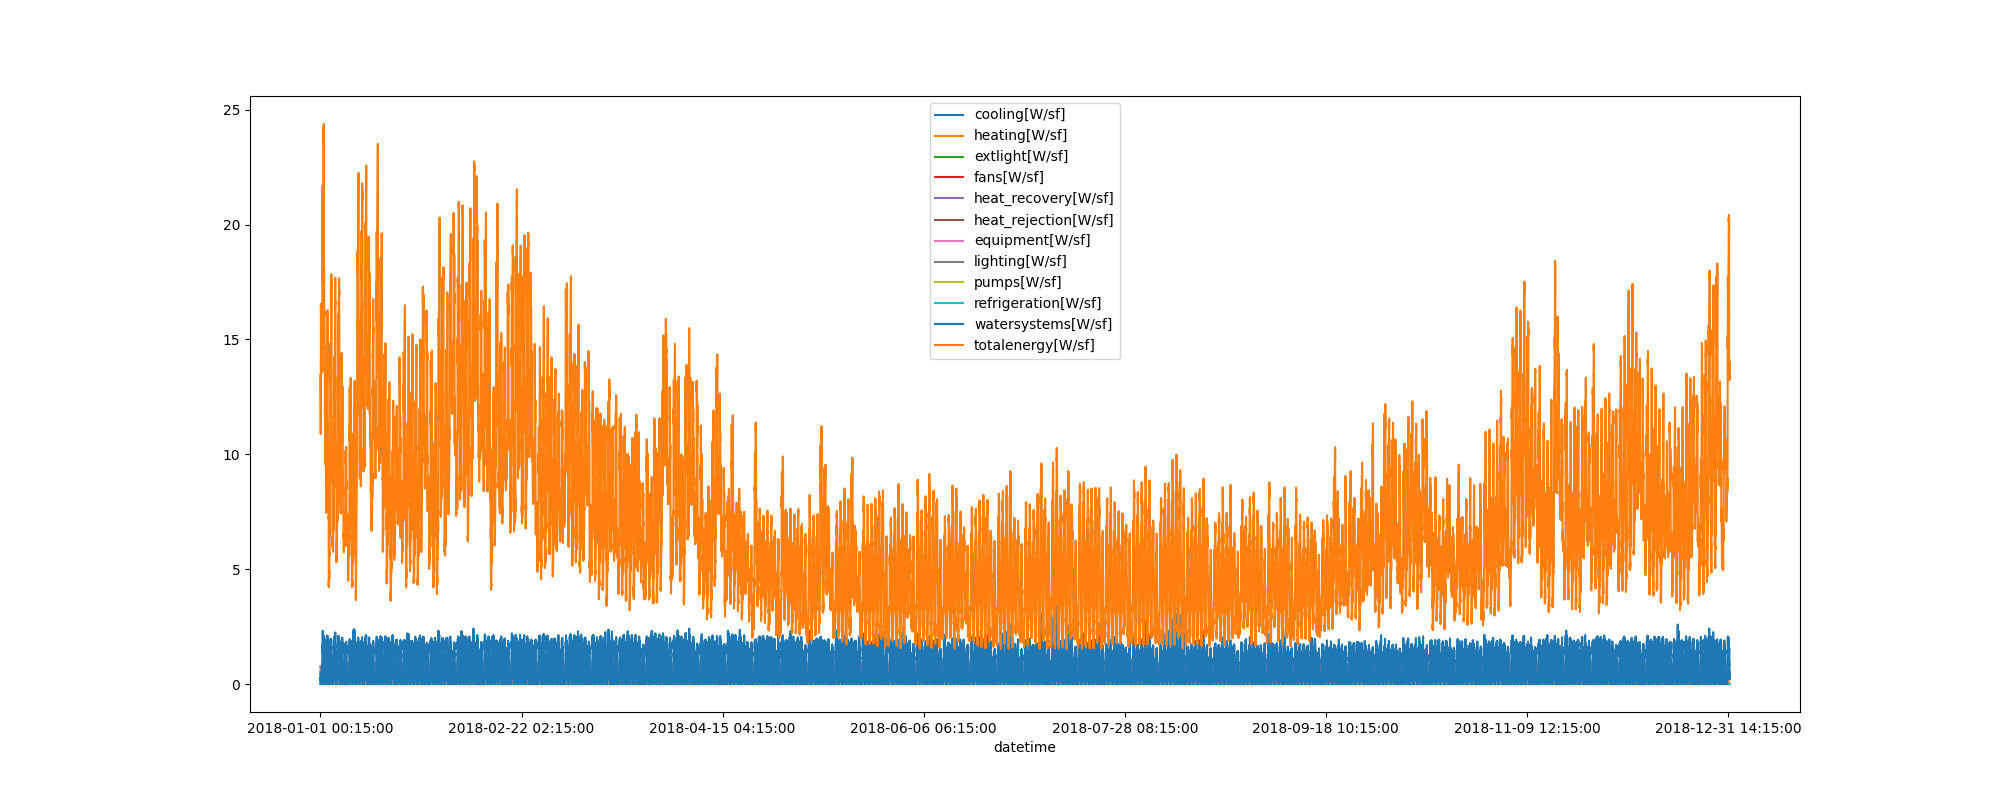 25
20
15
10
5
0
cooling[W/sf]
heating[W/sf]
extlight[W/sf]
fans[W/sf]
heat_recovery[W/sf]
heat_rejection[W/sf]
equipment[W/sf]
lighting[W/sf]
pumps[W/sf]
refrigeration[W/sf]
watersystems[W/sf]
totalenergy[W/sf]
2018-01-01 00:15:00 2018-02-22 02:15:00 2018-04-15 04:15:00 2018-06-06 06:15:00 2018-07-28 08:15:00 2018-09-18 10:15:00 2018-11-09 12:15:00 2018-12-31 14:15:00
datetime